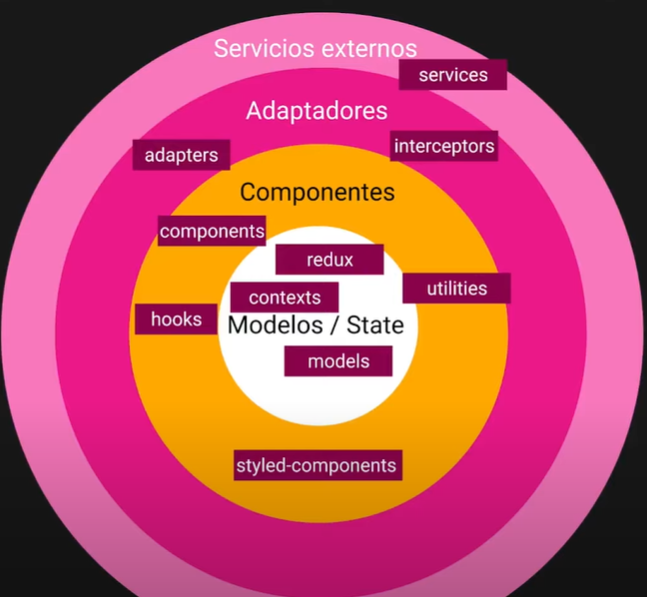 Servicios externos
services
Adaptadores
interceptors
adapters
Componentes
components
redux
utilities
contexts
hooks
Modelos / State
models
styled-components